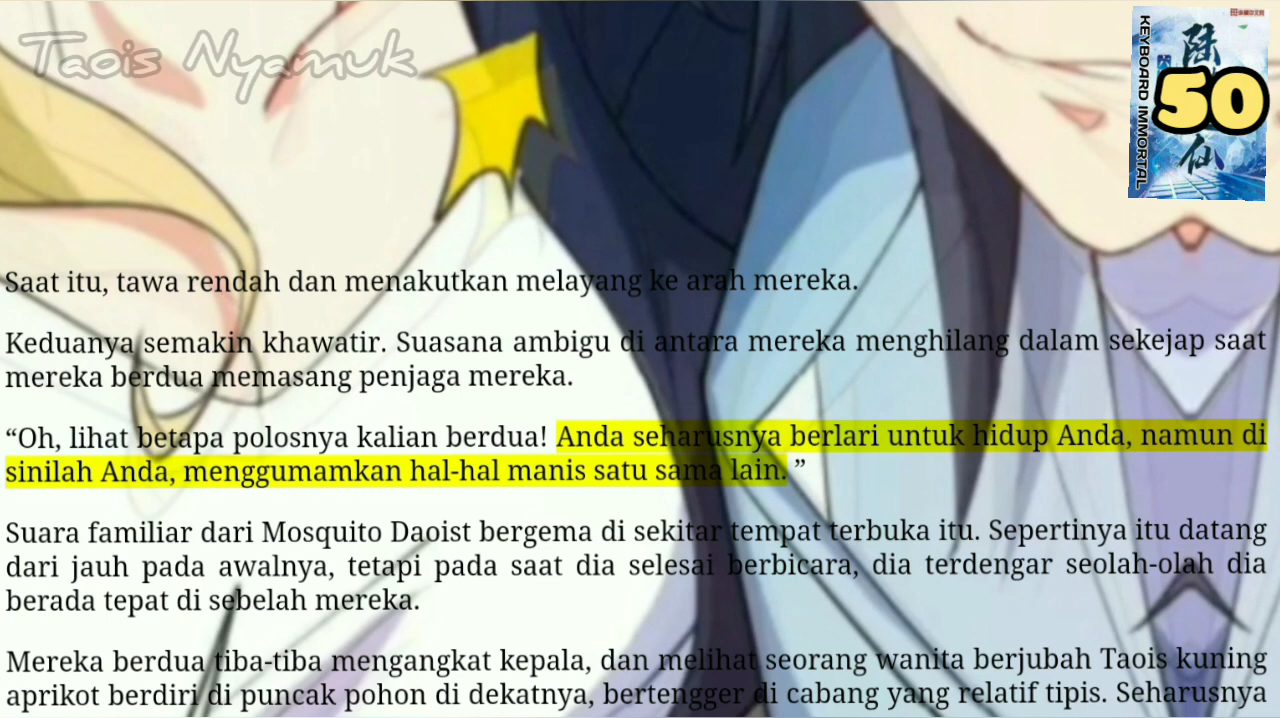 Taois Nyamuk
KEYBOARD IMMORTAL
陆
仙
50
Saat itu, tawa rendah dan menakutkan melayang ke arah mereka.
Keduanya semakin khawatir. Suasana ambigu di antara mereka menghilang dalam sekejap saat
mereka berdua memasang penjaga mereka.
“Oh, lihat betapa polosnya kalian berdua! Anda seharusnya berlari untuk hidup Anda, namun di
sinilah Anda, menggumamkan hal-hal manis satu sama lain. ”
Suara familiar dari Mosquito Daoist bergema di sekitar tempat terbuka itu. Sepertinya itu datang
dari jauh pada awalnya, tetapi pada saat dia selesai berbicara, dia terdengar seolah-olah dia
berada tepat di sebelah mereka.
Mereka berdua tiba-tiba mengangkat kepala, dan melihat seorang wanita berjubah Taois kuning
aprikot berdiri di puncak pohon di dekatnya, bertengger di cabang yang relatif tipis. Seharusnya